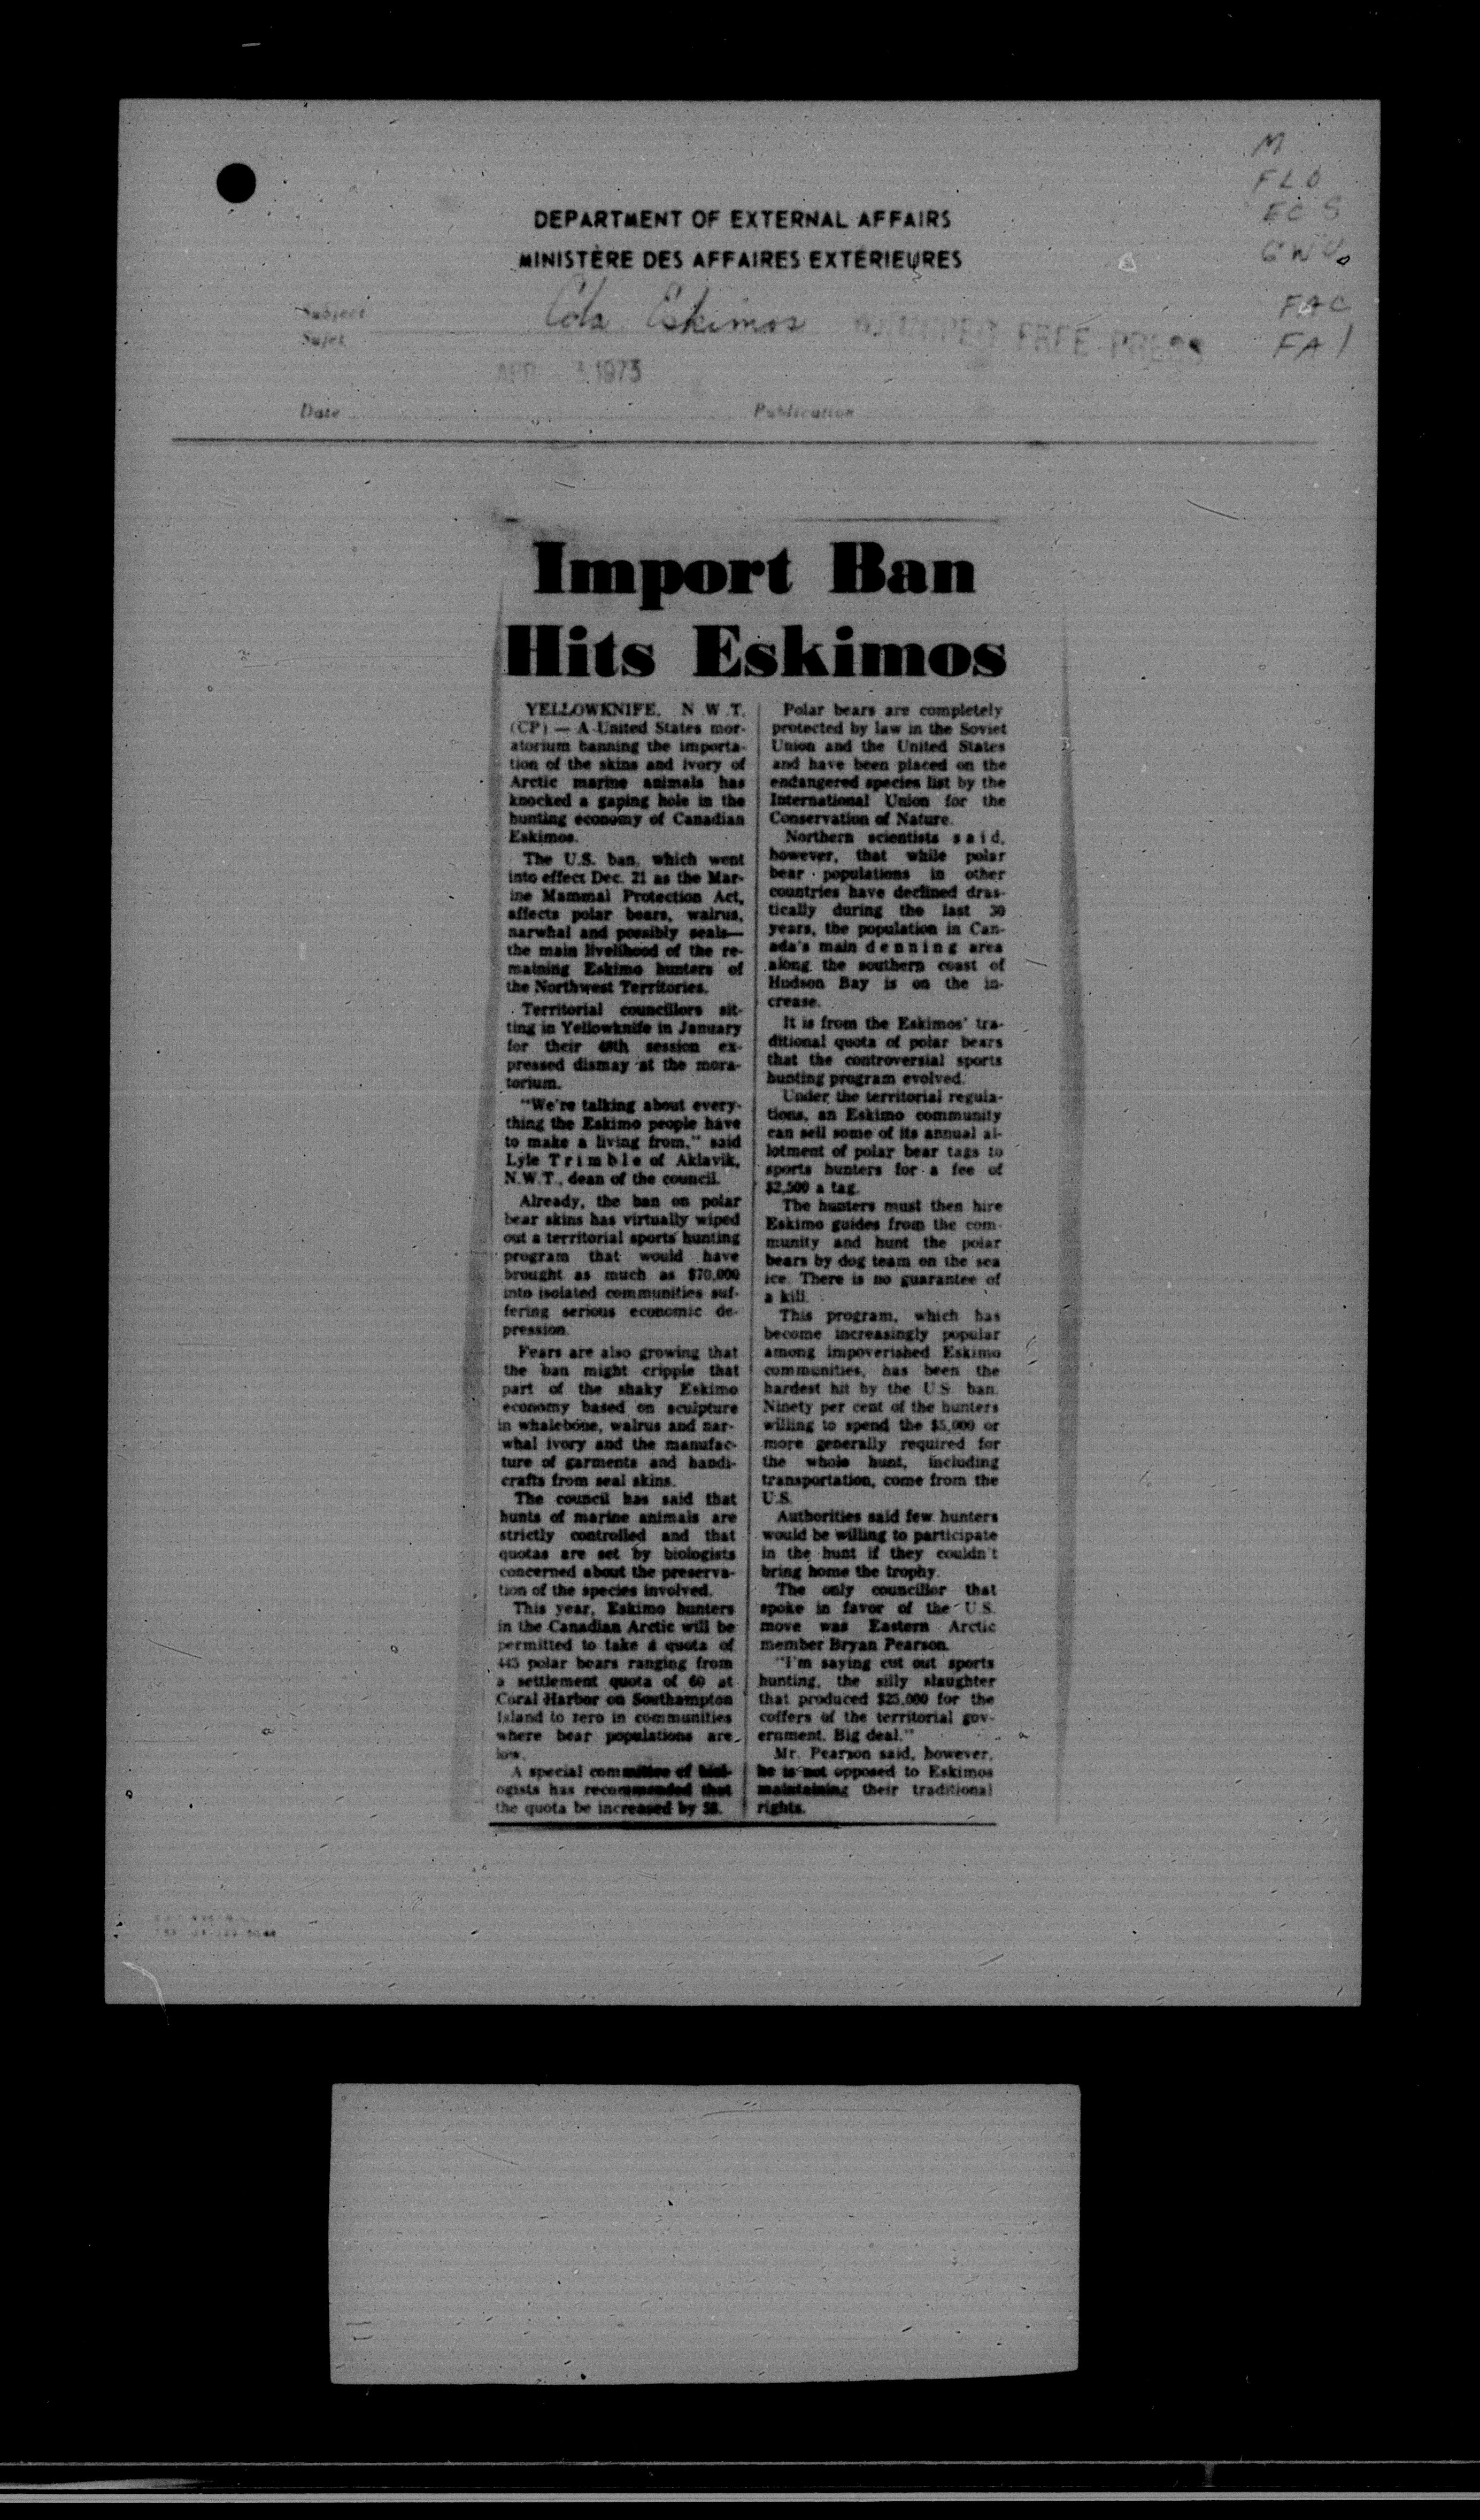 M
FLO
ECS
GWU
FAC
FAI
DEPARTMENT OF EXTERNAL AFFAIRS
MINISTÈRE DES AFFAIRES EXTÉRIEURES
Subject
Sujet
Cda Eskimos
WINNIPEG FREE PRESS
APR 1973
Date
Publication
Import Ban
Hits Eskimos
YELLOWKNIFE, N.W.T.
(CP) — A United States mor-
atorium banning the importa-
tion of the skins and ivory of
Arctic marine animals has
knocked a gaping hole in the
hunting economy of Canadian
Eskimos.
The U.S. ban, which went
into effect Dec. 21 as the Mar-
ine Mammal Protection Act,
affects polar bears, walrus,
narwhal and possibly seals—
the main livelihood of the re-
maining Eskimo hunters of
the Northwest Territories.
Territorial councillors sit-
ting in Yellowknife in January
for their 48th session ex-
pressed dismay at the mora-
torium.
"We're talking about every-
thing the Eskimo people have
to make a living from," said
Lyle Trimble of Aklavik,
N.W.T., dean of the council.
Already, the ban on polar
bear skins has virtually wiped
out a territorial sports hunting
program that would have
brought as much as $70,000
into isolated communities suf-
fering serious economic de-
pression.
Fears are also growing that
the ban might cripple that
part of the shaky Eskimo
economy based on sculpture
in whalebone, walrus and nar-
whal ivory and the manufac-
ture of garments and handi-
crafts from seal skins.
The council has said that
hunts of marine animals are
strictly controlled and that
quotas are set by biologists
concerned about the preserva-
tion of the species involved.
This year, Eskimo hunters
in the Canadian Arctic will be
permitted to take a quota of
445 polar bears ranging from
a settlement quota of 60 at
Coral Harbor on Southampton
Island to zero in communities
where bear populations are
low.
A special committee of biol-
ogists has recommended that
the quota be increased by
Polar bears are completely
protected by law in the Soviet
Union and the United States
and have been placed on the
endangered species list by the
International Union for the
Conservation of Nature.
Northern scientists said,
however, that while polar
bear populations in other
countries have declined dras-
tically during the last 30
years, the population in Can-
ada's main denning area
along the southern coast of
Hudson Bay is on the in-
crease.
It is from the Eskimos' tra-
ditional quota of polar bears
that the controversial sports
hunting program evolved.
Under the territorial regula-
tions, an Eskimo community
can sell some of its annual al-
lotment of polar bear tags to
sports hunters for a fee of
$2,500 a tag.
The hunters must then hire
Eskimo guides from the com-
munity and hunt the polar
bears by dog team on the sea
ice. There is no guarantee of
a kill.
This program, which has
become increasingly popular
among impoverished Eskimo
communities, has been the
hardest hit by the U.S. ban.
Ninety per cent of the hunters
willing to spend the $5,000 or
more generally required for
the whole hunt, including
transportation, come from the
U.S.
Authorities said few hunters
would be willing to participate
in the hunt if they couldn't
bring home the trophy.
The only councillor that
spoke in favor of the U.S.
move was Eastern Arctic
member Bryan Pearson.
"I'm saying cut out sports
hunting, the silly slaughter
that produced $25,000 for the
coffers of the territorial gov-
ernment. Big deal."
Mr. Pearson said, however,
he is not opposed to Eskimos
maintaining their traditional
rights.